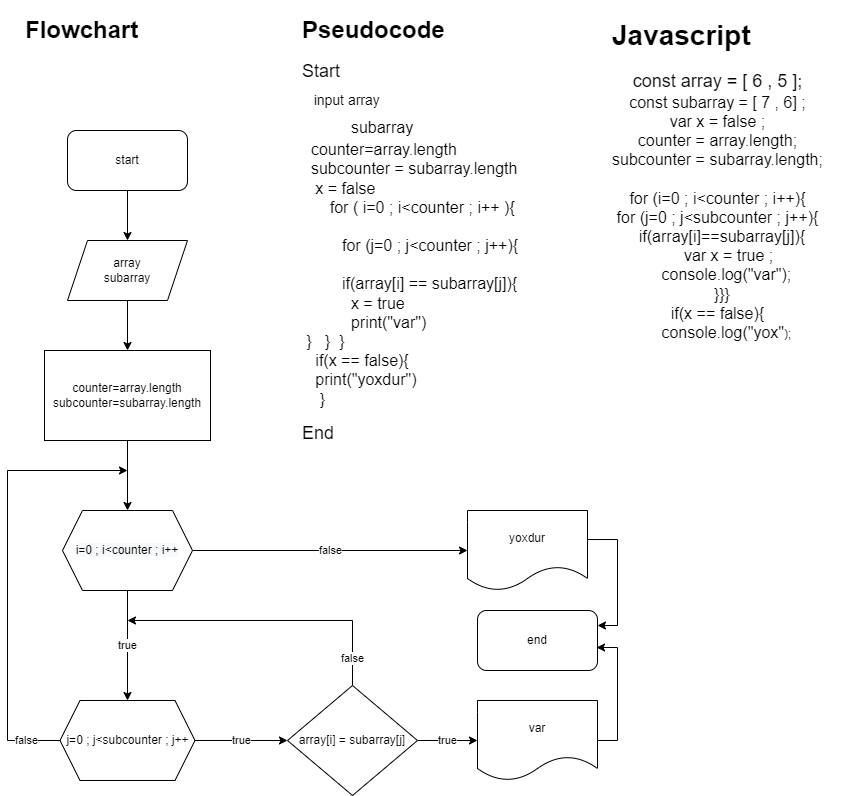 Flowchart
start
array
subarray
counter=array.length
subcounter=subarray.length
i=0 ; i<counter ; i++
false
yoxdur
true
end
false
false
j=0 ; j<subcounter ; j++
true
array[i] = subarray[j]
true
var
Pseudocode
Start
input array
subarray
counter=array.length
subcounter = subarray.length
x = false
for ( i=0 ; i<counter ; i++ ){
for (j=0 ; j<counter ; j++){
if(array[i] == subarray[j]){
x = true
print("var")
} } }
if(x == false){
print("yoxdur")
}
End
Javascript
const array = [ 6 , 5 ];
const subarray = [ 7 , 6] ;
var x = false ;
counter = array.length;
subcounter = subarray.length;
for (i=0 ; i<counter ; i++){
for (j=0 ; j<subcounter ; j++){
if(array[i]==subarray[j]){
var x = true ;
console.log("var");
}}}
if(x == false){
console.log("yox");